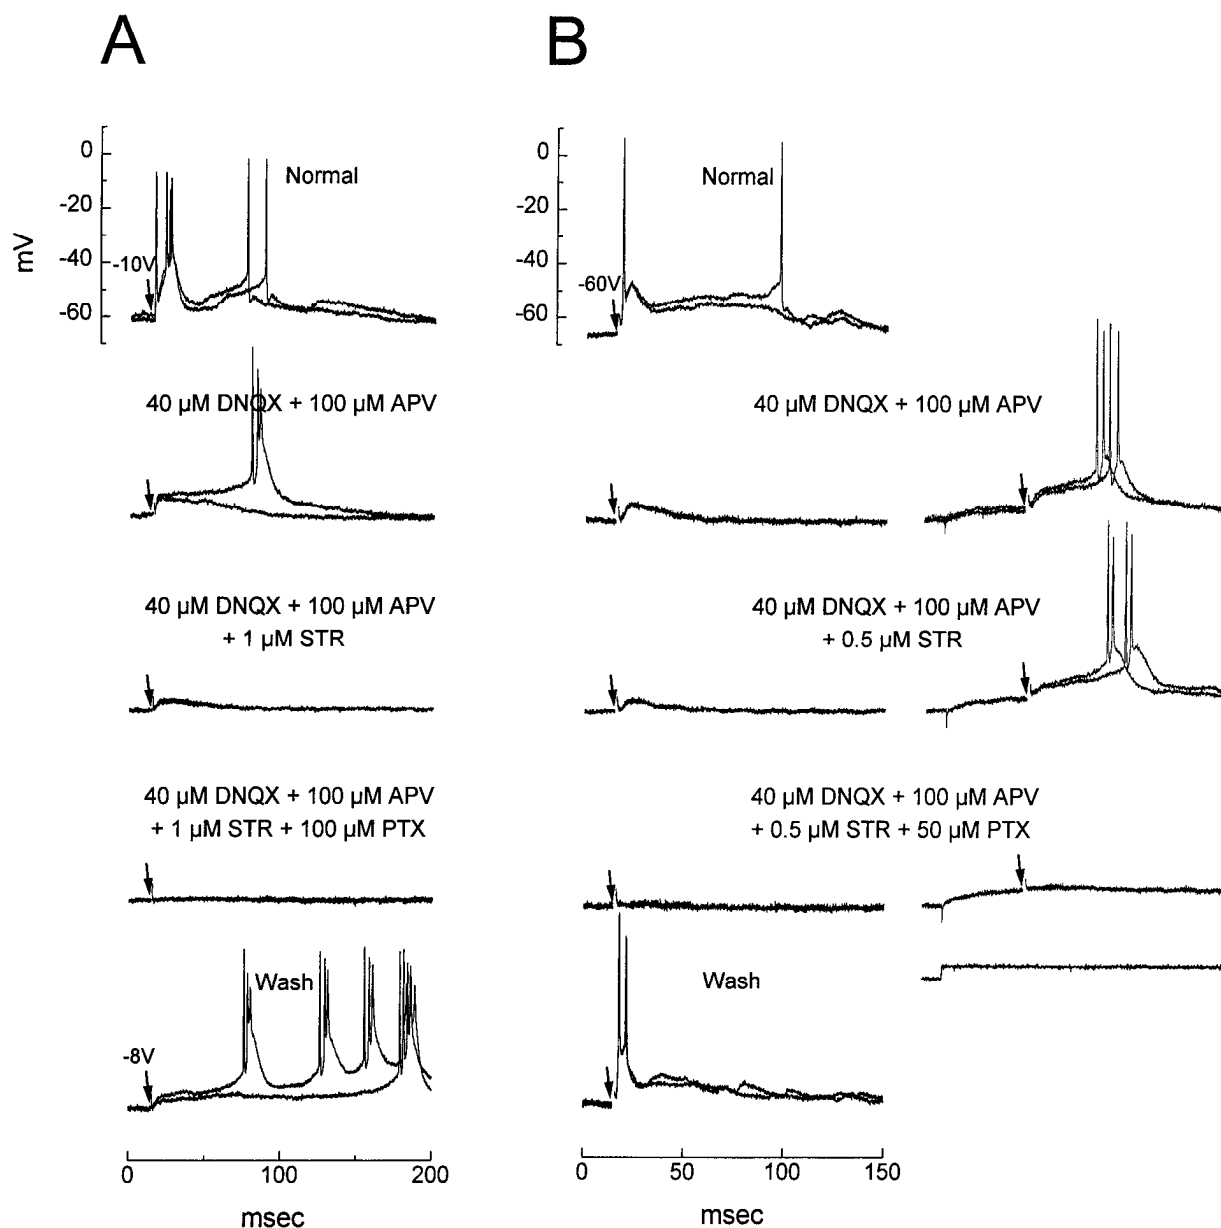 A
B
0
-20
-40
-60
mV
-10V
Normal
0
-20
-40
-60
-60V
Normal
40 µM DNQX + 100 µM APV
40 µM DNQX + 100 µM APV
40 µM DNQX + 100 µM APV
+ 1 µM STR
40 µM DNQX + 100 µM APV
+ 0.5 µM STR
40 µM DNQX + 100 µM APV
+ 1 µM STR + 100 µM PTX
40 µM DNQX + 100 µM APV
+ 0.5 µM STR + 50 µM PTX
Wash
-8V
Wash
0
100
200
msec
0
50
100
150
msec